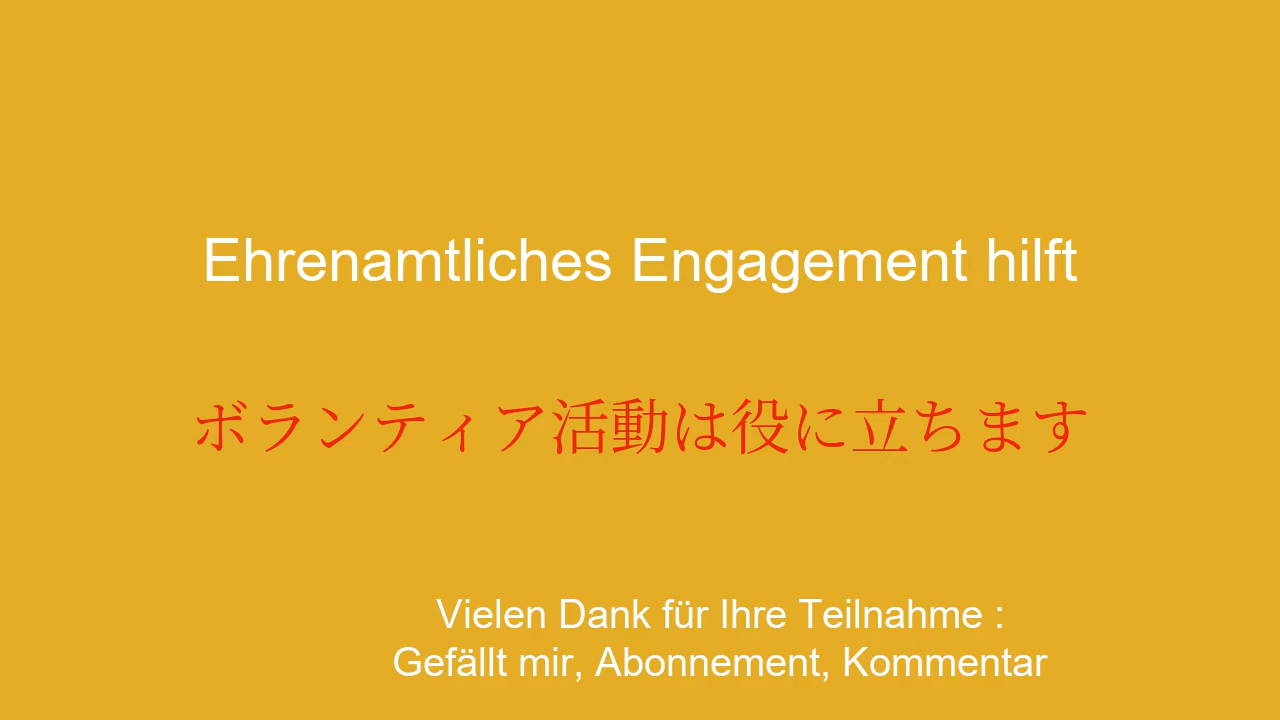 Ehrenamtliches Engagement hilft
ボランティア活動は役に立ちます
Vielen Dank für Ihre Teilnahme :
Gefällt mir, Abonnement, Kommentar